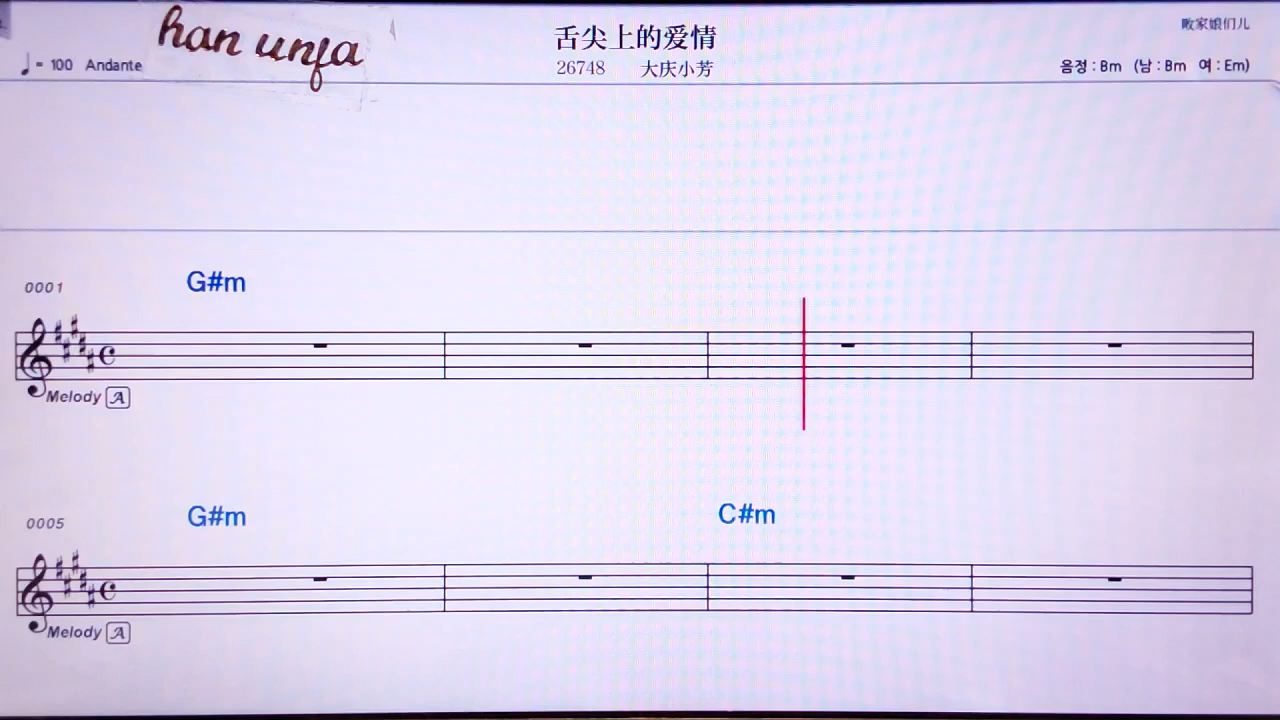 han unfa
舌尖上的爱情
败家娘们儿
♩= 100 Andante
26748 大庆小芳
음정 : Bm (남 : Bm 여 : Em)
0001 G#m
Melody A
0005 G#m C#m
Melody A